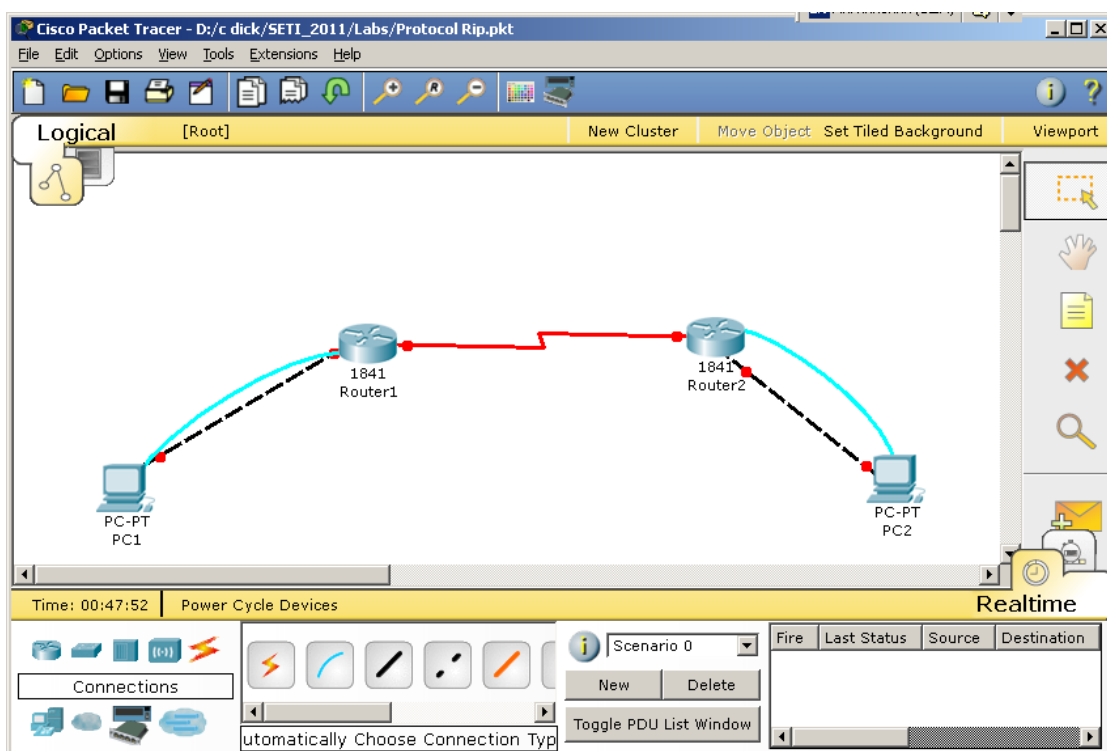 Cisco Packet Tracer - D:/c dick/SETI_2011/Labs/Protocol Rip.pkt
File Edit Options View Tools Extensions Help
Logical [Root] New Cluster Move Object Set Tiled Background Viewport
1841
Router1
1841
Router2
PC-PT
PC1
PC-PT
PC2
Time: 00:47:52 Power Cycle Devices Realtime
Connections
utomatically Choose Connection Typ
Scenario 0
New Delete
Toggle PDU List Window
Fire Last Status Source Destination